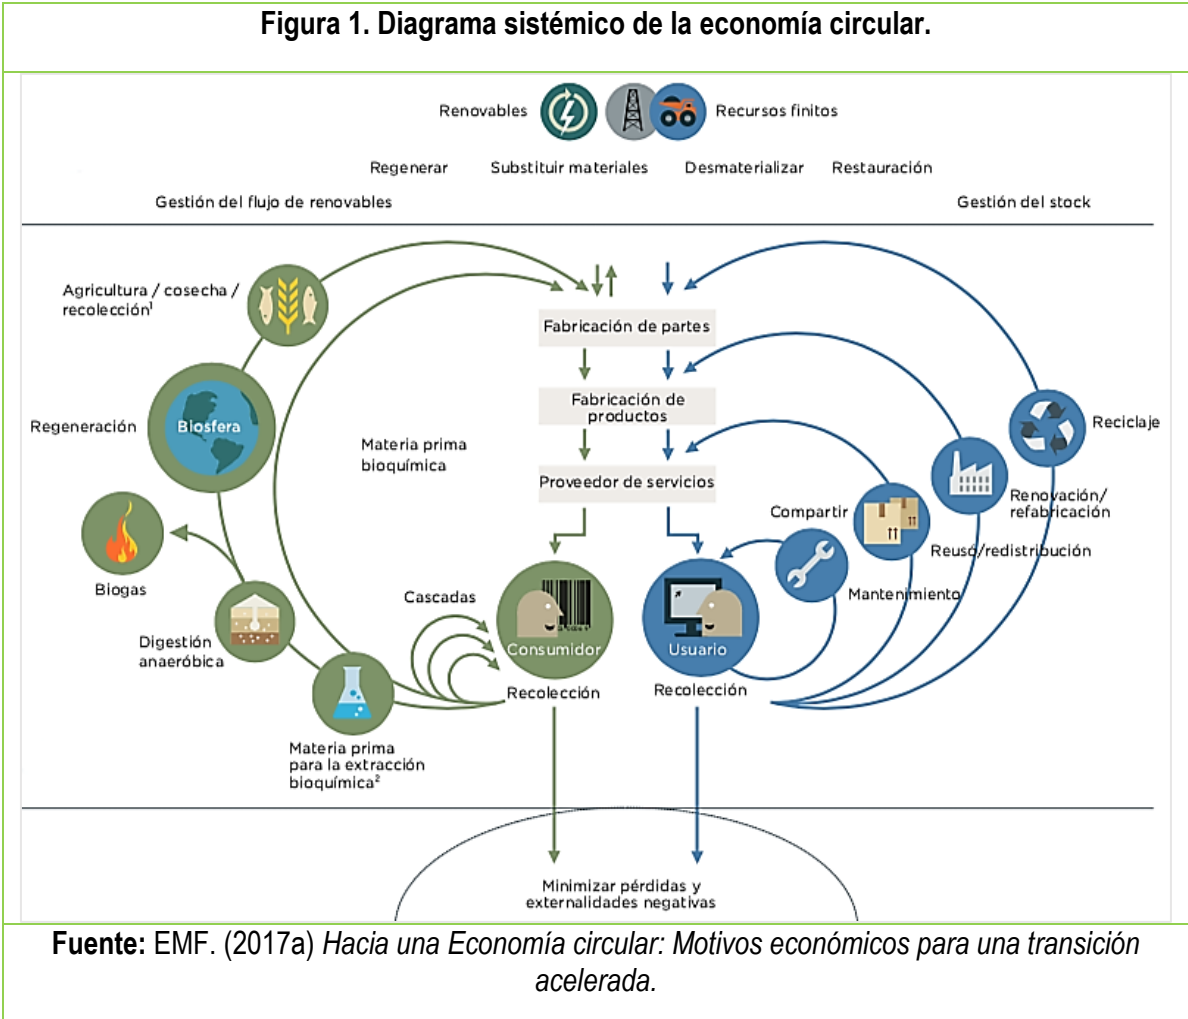 Figura 1. Diagrama sistémico de la economía circular.
Renovables
Recursos finitos
Regenerar
Substituir materiales
Desmaterializar
Restauración
Gestión del flujo de renovables
Gestión del stock
Agricultura / cosecha /
recolección¹
Fabricación de partes
Regeneración
Biosfera
Fabricación de
productos
Reciclaje
Materia prima
bioquímica
Proveedor de servicios
Renovación/
refabricación
Compartir
Reuso/redistribución
Biogas
Mantenimiento
Cascadas
Digestión
anaeróbica
Consumidor
Usuario
Recolección
Recolección
Materia prima
para la extracción
bioquímica²
Minimizar pérdidas y
externalidades negativas
Fuente: EMF. (2017a) Hacia una Economía circular: Motivos económicos para una transición
acelerada.